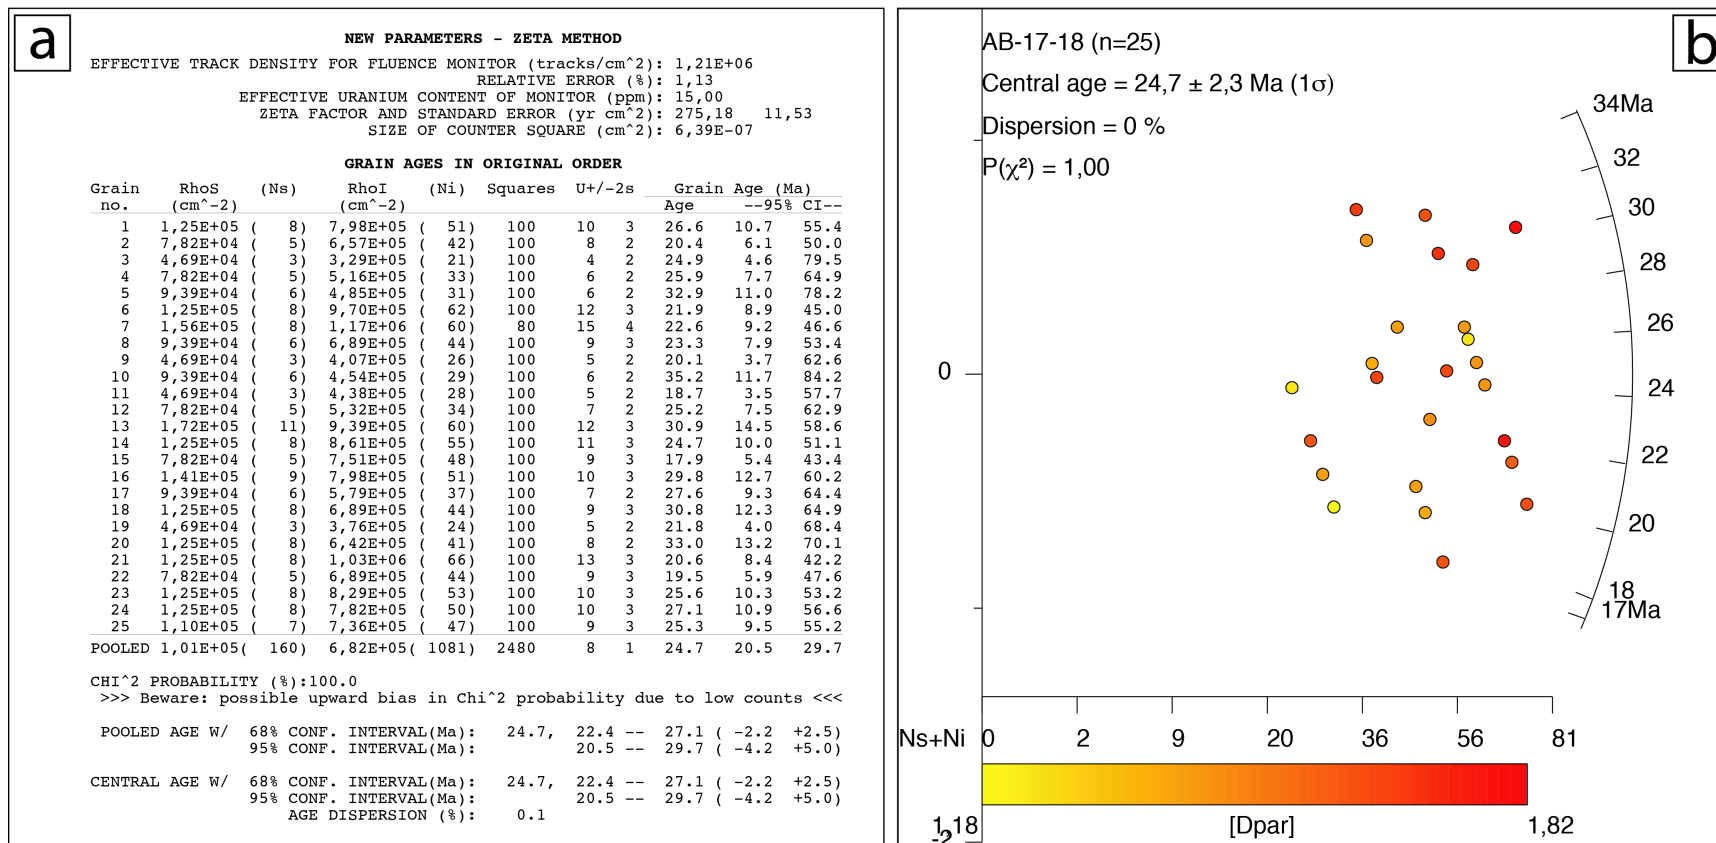 a
NEW PARAMETERS - ZETA METHOD
EFFECTIVE TRACK DENSITY FOR FLUENCE MONITOR (tracks/cm^2): 1,21E+06
RELATIVE ERROR (%): 1,13
EFFECTIVE URANIUM CONTENT OF MONITOR (ppm): 15,00
ZETA FACTOR AND STANDARD ERROR (yr cm^2): 275,18 11,53
SIZE OF COUNTER SQUARE (cm^2): 6,39E-07
GRAIN AGES IN ORIGINAL ORDER
Grain RhoS (Ns) RhoI (Ni) Squares U+/-2s Grain Age (Ma)
no. (cm^-2) (cm^-2) Age --95% CI--
1 1,25E+05 ( 8) 7,98E+05 ( 51) 100 10 3 26.6 10.7 55.4
2 7,82E+04 ( 5) 6,57E+05 ( 42) 100 8 2 20.4 6.1 50.0
3 4,69E+04 ( 3) 3,29E+05 ( 21) 100 4 2 24.9 4.6 79.5
4 7,82E+04 ( 5) 5,16E+05 ( 33) 100 6 2 25.9 7.7 64.9
5 9,39E+04 ( 6) 4,85E+05 ( 31) 100 6 2 32.9 11.0 78.2
6 1,25E+05 ( 8) 9,70E+05 ( 62) 100 12 3 21.9 8.9 45.0
7 1,56E+05 ( 8) 1,17E+06 ( 60) 80 15 4 22.6 9.2 46.6
8 9,39E+04 ( 6) 6,89E+05 ( 44) 100 9 3 23.3 7.9 53.4
9 4,69E+04 ( 3) 4,07E+05 ( 26) 100 5 2 20.1 3.7 62.6
10 9,39E+04 ( 6) 4,54E+05 ( 29) 100 6 2 35.2 11.7 84.2
11 4,69E+04 ( 3) 4,38E+05 ( 28) 100 5 2 18.7 3.5 57.7
12 7,82E+04 ( 5) 5,32E+05 ( 34) 100 7 2 25.2 7.5 62.9
13 1,72E+05 ( 11) 9,39E+05 ( 60) 100 12 3 30.9 14.5 58.6
14 1,25E+05 ( 8) 8,61E+05 ( 55) 100 11 3 24.7 10.0 51.1
15 7,82E+04 ( 5) 7,51E+05 ( 48) 100 9 3 17.9 5.4 43.4
16 1,41E+05 ( 9) 7,98E+05 ( 51) 100 10 3 29.8 12.7 60.2
17 9,39E+04 ( 6) 5,79E+05 ( 37) 100 7 2 27.6 9.3 64.4
18 1,25E+05 ( 8) 6,89E+05 ( 44) 100 9 3 30.8 12.3 64.9
19 4,69E+04 ( 3) 3,76E+05 ( 24) 100 5 2 21.8 4.0 68.4
20 1,25E+05 ( 8) 6,42E+05 ( 41) 100 8 2 33.0 13.2 70.1
21 1,25E+05 ( 8) 1,03E+06 ( 66) 100 13 3 20.6 8.4 42.2
22 7,82E+04 ( 5) 6,89E+05 ( 44) 100 9 3 19.5 5.9 47.6
23 1,25E+05 ( 8) 8,29E+05 ( 53) 100 10 3 25.6 10.3 53.2
24 1,25E+05 ( 8) 7,82E+05 ( 50) 100 10 3 27.1 10.9 56.6
25 1,10E+05 ( 7) 7,36E+05 ( 47) 100 9 3 25.3 9.5 55.2
POOLED 1,01E+05( 160) 6,82E+05( 1081) 2480 8 1 24.7 20.5 29.7
CHI^2 PROBABILITY (%):100.0
>>> Beware: possible upward bias in Chi^2 probability due to low counts <<<
POOLED AGE W/ 68% CONF. INTERVAL(Ma): 24.7, 22.4 -- 27.1 ( -2.2 +2.5)
95% CONF. INTERVAL(Ma): 20.5 -- 29.7 ( -4.2 +5.0)
CENTRAL AGE W/ 68% CONF. INTERVAL(Ma): 24.7, 22.4 -- 27.1 ( -2.2 +2.5)
95% CONF. INTERVAL(Ma): 20.5 -- 29.7 ( -4.2 +5.0)
AGE DISPERSION (%): 0.1
b
AB-17-18 (n=25)
Central age = 24,7 ± 2,3 Ma (1σ)
Dispersion = 0 %
P(χ²) = 1,00
34Ma
32
30
28
26
24
22
20
18
17Ma
0
Ns+Ni 0 2 9 20 36 56 81
1,18 [Dpar] 1,82
-2